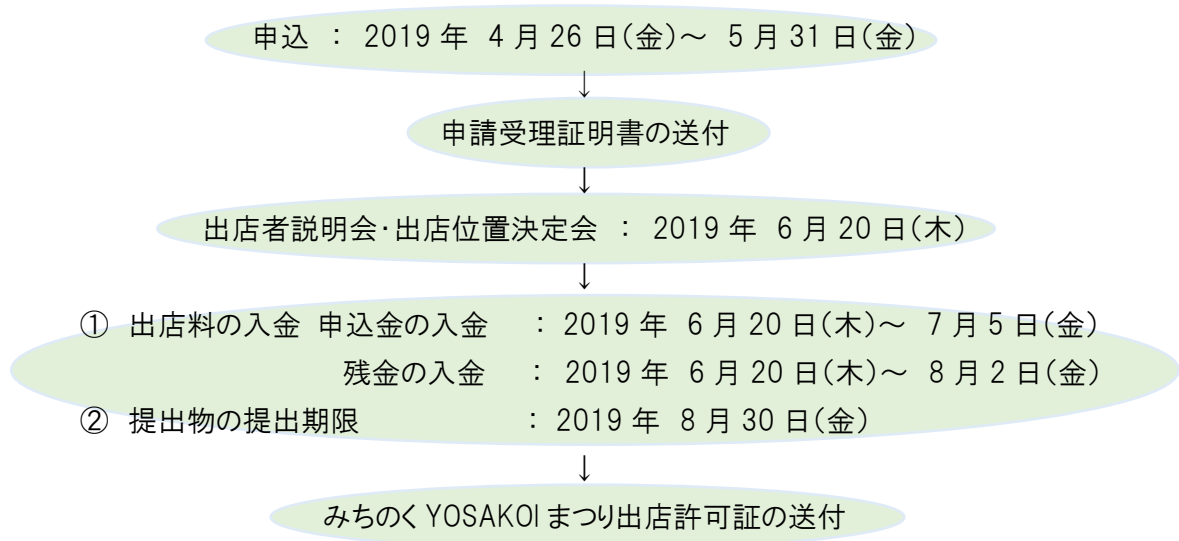 申込 : 2019 年 4 月 26 日(金)~ 5 月 31 日(金)
↓
申請受理証明書の送付
↓
出店者説明会・出店位置決定会 : 2019 年 6 月 20 日(木)
↓
① 出店料の入金 申込金の入金 : 2019 年 6 月 20 日(木)~ 7 月 5 日(金)
残金の入金 : 2019 年 6 月 20 日(木)~ 8 月 2 日(金)
② 提出物の提出期限 : 2019 年 8 月 30 日(金)
↓
みちのく YOSAKOI まつり出店許可証の送付